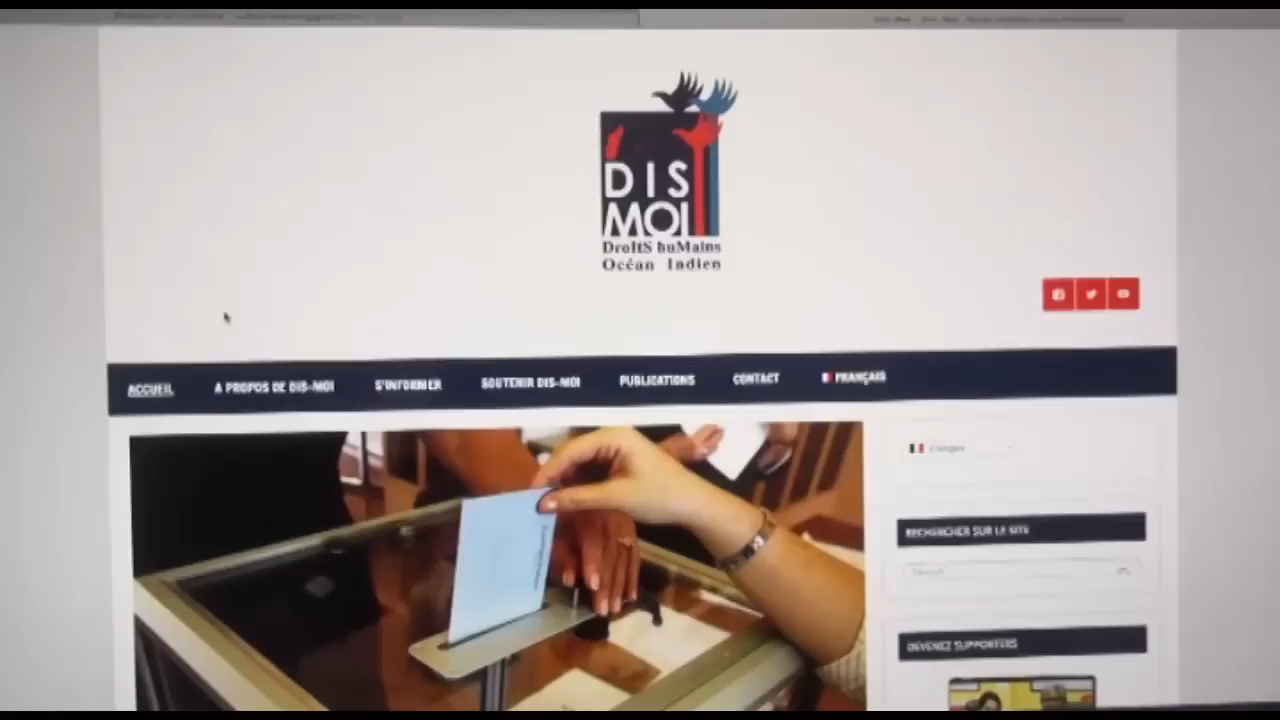 DIS
MOI
DroItS huMains
Océan Indien
ACCUEIL
A PROPOS DE DIS-MOI
S'INFORMER
SOUTENIR DIS-MOI
PUBLICATIONS
CONTACT
FRANÇAIS
RECHERCHER SUR LE SITE
Search
DEVENEZ SUPPORTERS